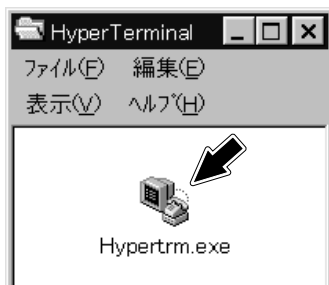 HyperTerminal
ﾌｧｲﾙ(F) 編集(E)
表示(V) ﾍﾙﾌﾟ(H)
Hypertrm.exe